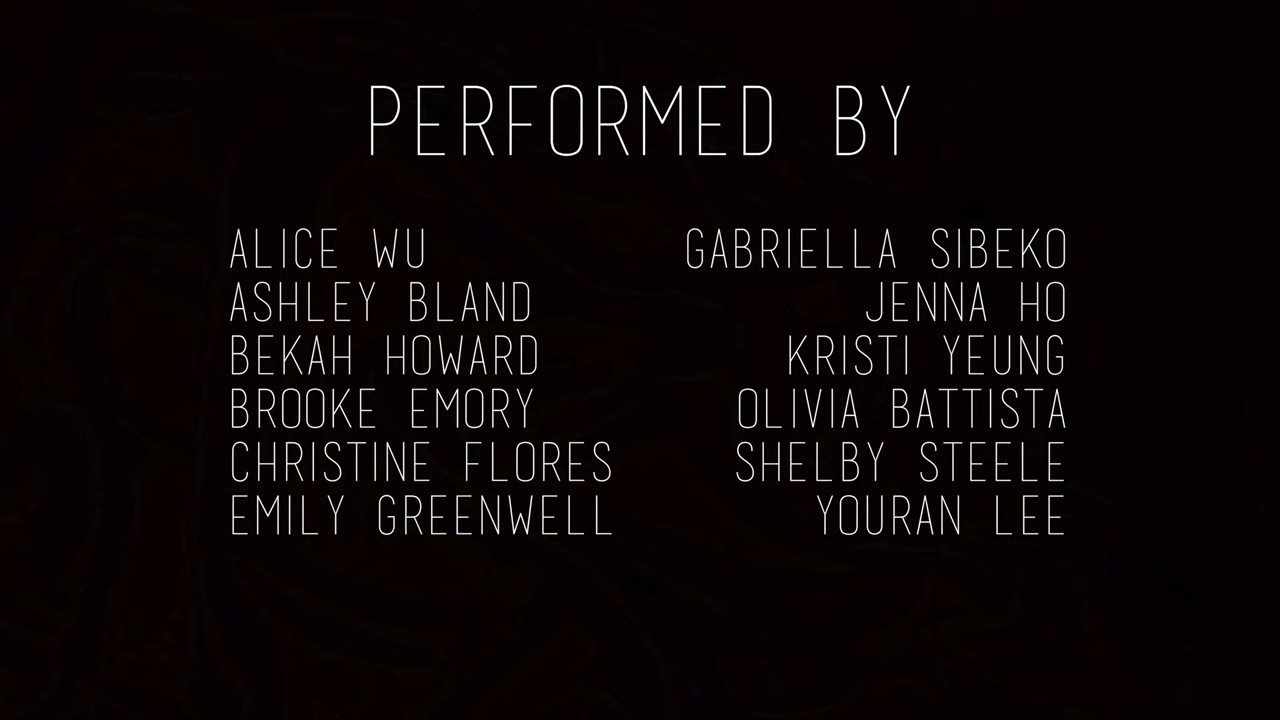 PERFORMED BY
ALICE WU
ASHLEY BLAND
BEKAH HOWARD
BROOKE EMORY
CHRISTINE FLORES
EMILY GREENWELL
GABRIELLA SIBEKO
JENNA HO
KRISTI YEUNG
OLIVIA BATTISTA
SHELBY STEELE
YOURAN LEE